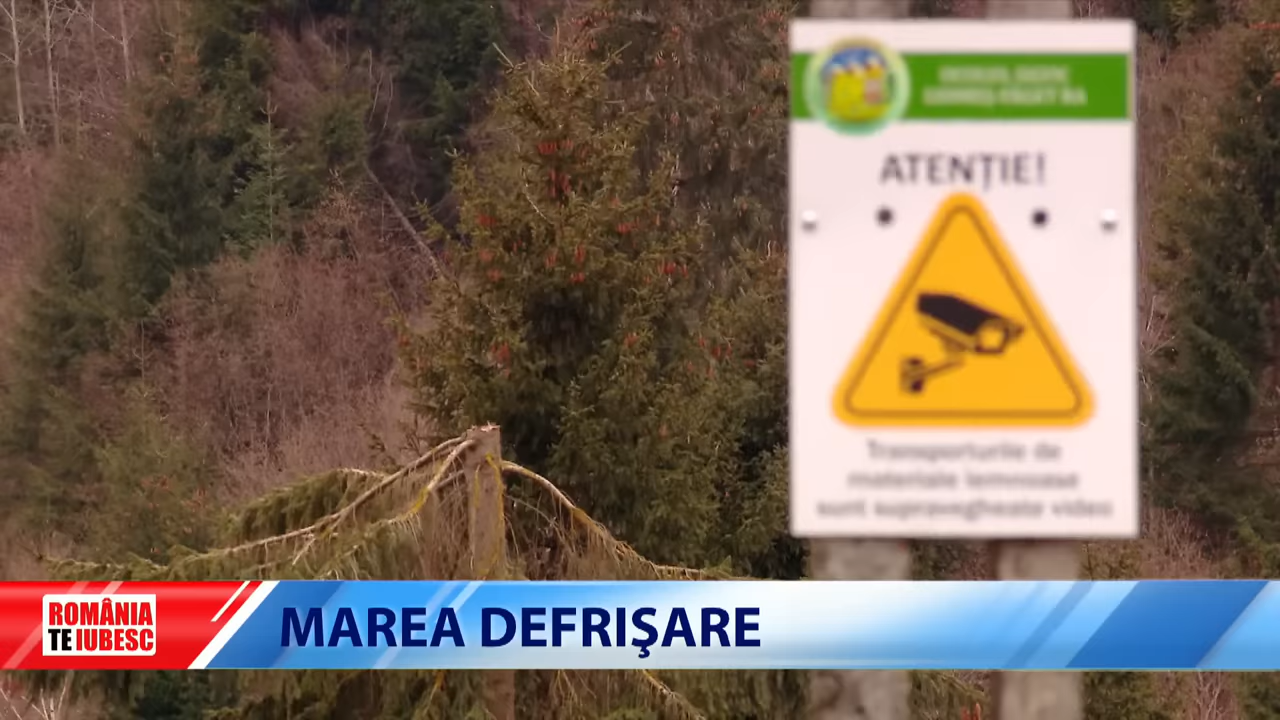 ATENȚIE!
Transporturile de
materiale lemnoase
sunt supravegheate video
ROMÂNIA
TE IUBESC
MAREA DEFRIŞARE